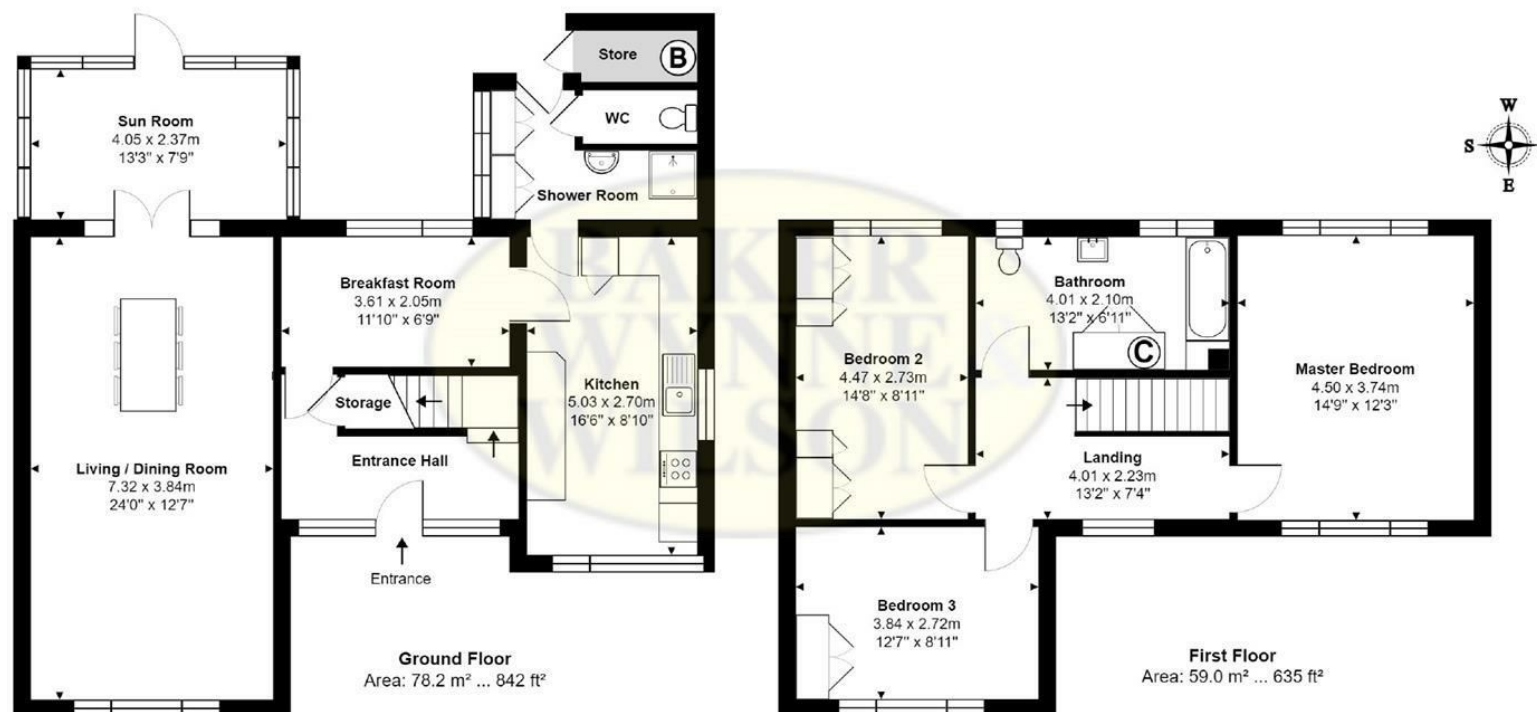 Store
B
WC
Shower Room
Sun Room
4.05 x 2.37m
13'3" x 7'9"
Breakfast Room
3.61 x 2.05m
11'10" x 6'9"
Kitchen
5.03 x 2.70m
16'6" x 8'10"
Storage
Entrance Hall
Living / Dining Room
7.32 x 3.84m
24'0" x 12'7"
Entrance
Ground Floor
Area: 78.2 m² ... 842 ft²
BAKER
WYNNE &
WILSON
W
S
E
Bathroom
4.01 x 2.10m
13'2" x 6'11"
C
Bedroom 2
4.47 x 2.73m
14'8" x 8'11"
Master Bedroom
4.50 x 3.74m
14'9" x 12'3"
Landing
4.01 x 2.23m
13'2" x 7'4"
Bedroom 3
3.84 x 2.72m
12'7" x 8'11"
First Floor
Area: 59.0 m² ... 635 ft²